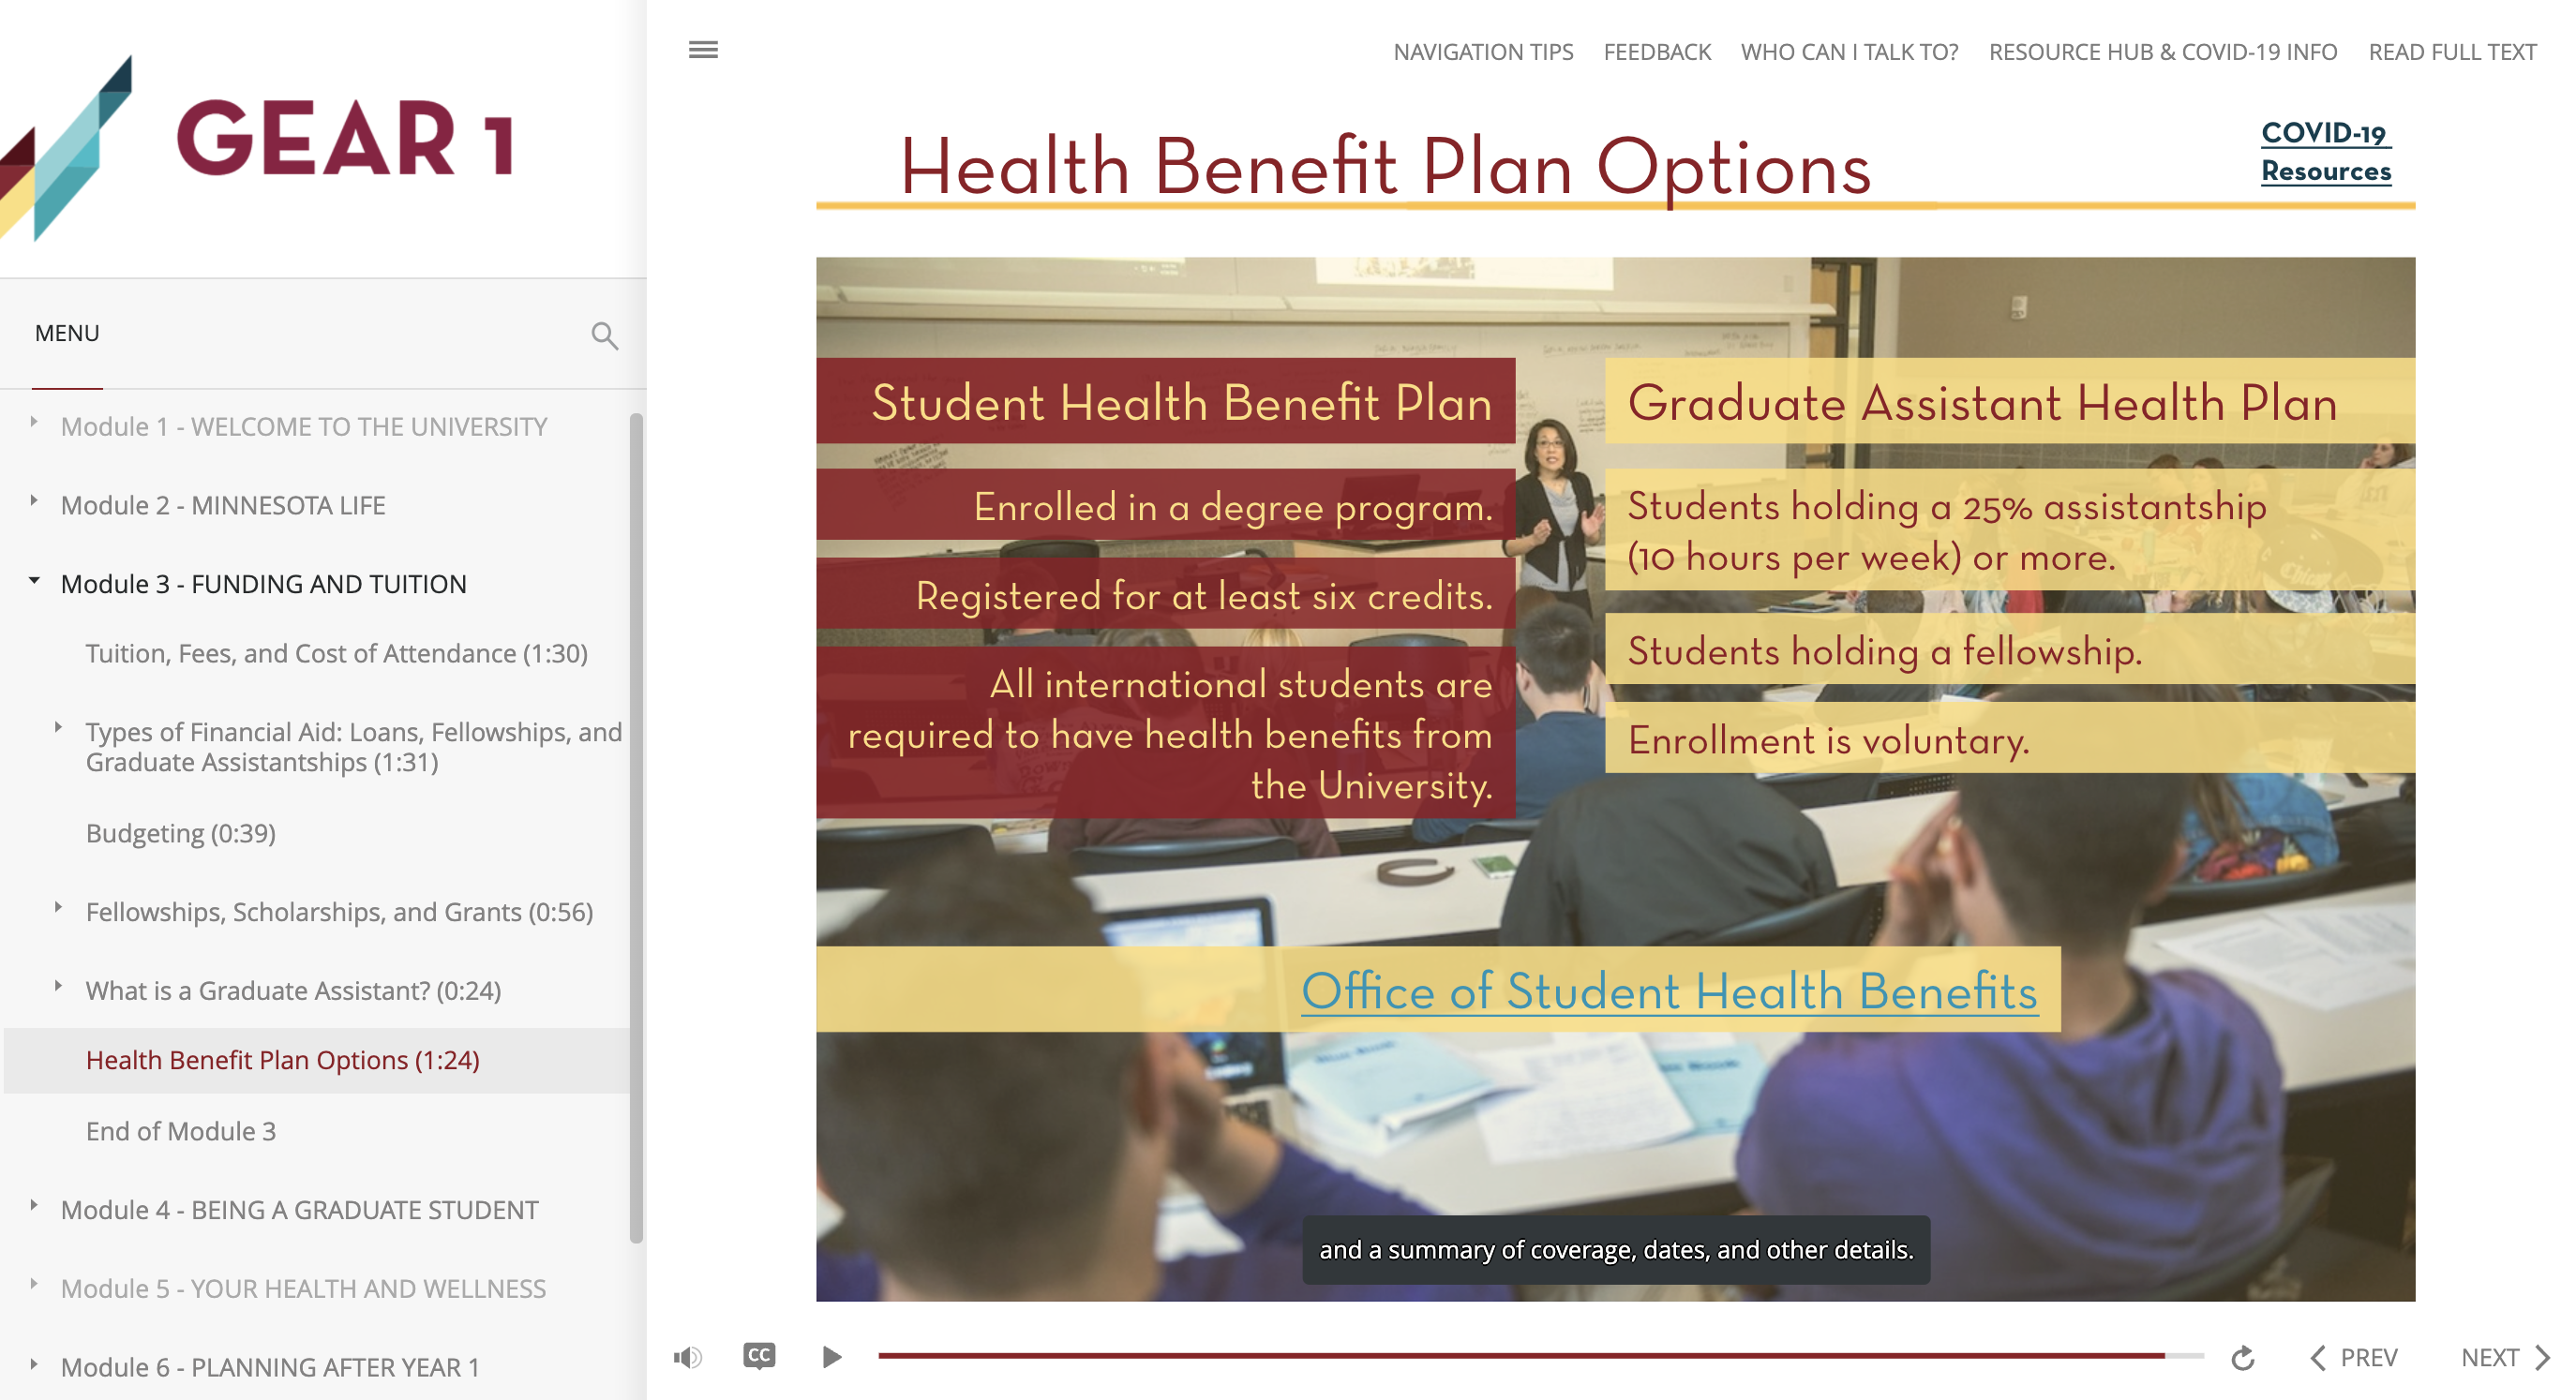 GEAR 1
MENU
Module 1 - WELCOME TO THE UNIVERSITY
Module 2 - MINNESOTA LIFE
Module 3 - FUNDING AND TUITION
Tuition, Fees, and Cost of Attendance (1:30)
Types of Financial Aid: Loans, Fellowships, and
Graduate Assistantships (1:31)
Budgeting (0:39)
Fellowships, Scholarships, and Grants (0:56)
What is a Graduate Assistant? (0:24)
Health Benefit Plan Options (1:24)
End of Module 3
Module 4 - BEING A GRADUATE STUDENT
Module 5 - YOUR HEALTH AND WELLNESS
Module 6 - PLANNING AFTER YEAR 1
NAVIGATION TIPS FEEDBACK WHO CAN I TALK TO? RESOURCE HUB & COVID-19 INFO READ FULL TEXT
Health Benefit Plan Options
COVID-19
Resources
Student Health Benefit Plan
Enrolled in a degree program.
Registered for at least six credits.
All international students are
required to have health benefits from
the University.
Graduate Assistant Health Plan
Students holding a 25% assistantship
(10 hours per week) or more.
Students holding a fellowship.
Enrollment is voluntary.
Office of Student Health Benefits
and a summary of coverage, dates, and other details.
CC
PREV
NEXT